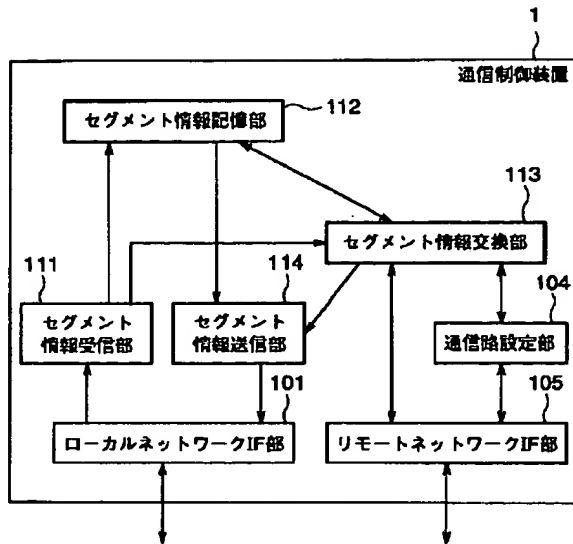 1
通信制御装置
112
セグメント情報記憶部
113
セグメント情報交換部
111
114
104
セグメント
情報受信部
セグメント
情報送信部
通信路設定部
101
105
ローカルネットワークIF部
リモートネットワークIF部